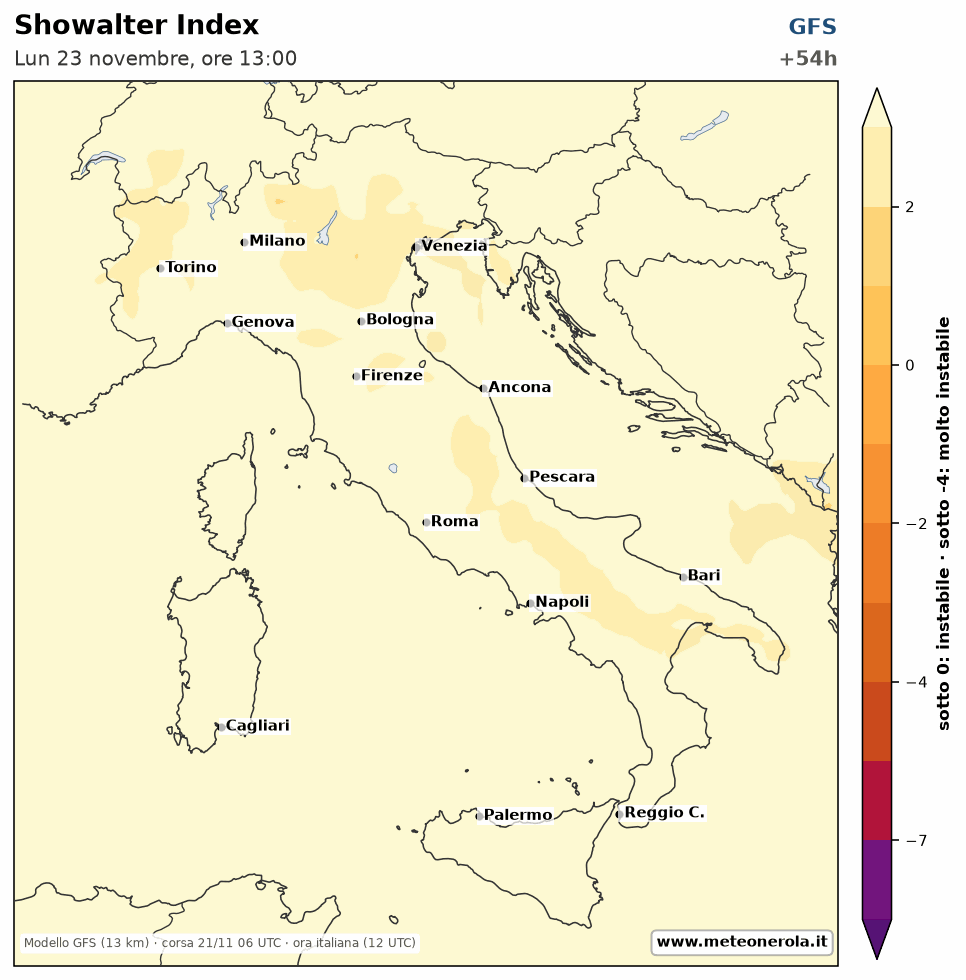 Showalter Index
GFS
Lun 23 novembre, ore 13:00
+54h
Milano
Venezia
Torino
Genova
Bologna
Firenze
Ancona
Pescara
Roma
Bari
Napoli
Cagliari
Palermo
Reggio C.
2
0
−2
−4
−7
sotto 0: instabile · sotto -4: molto instabile
Modello GFS (13 km) · corsa 21/11 06 UTC · ora italiana (12 UTC)
www.meteonerola.it